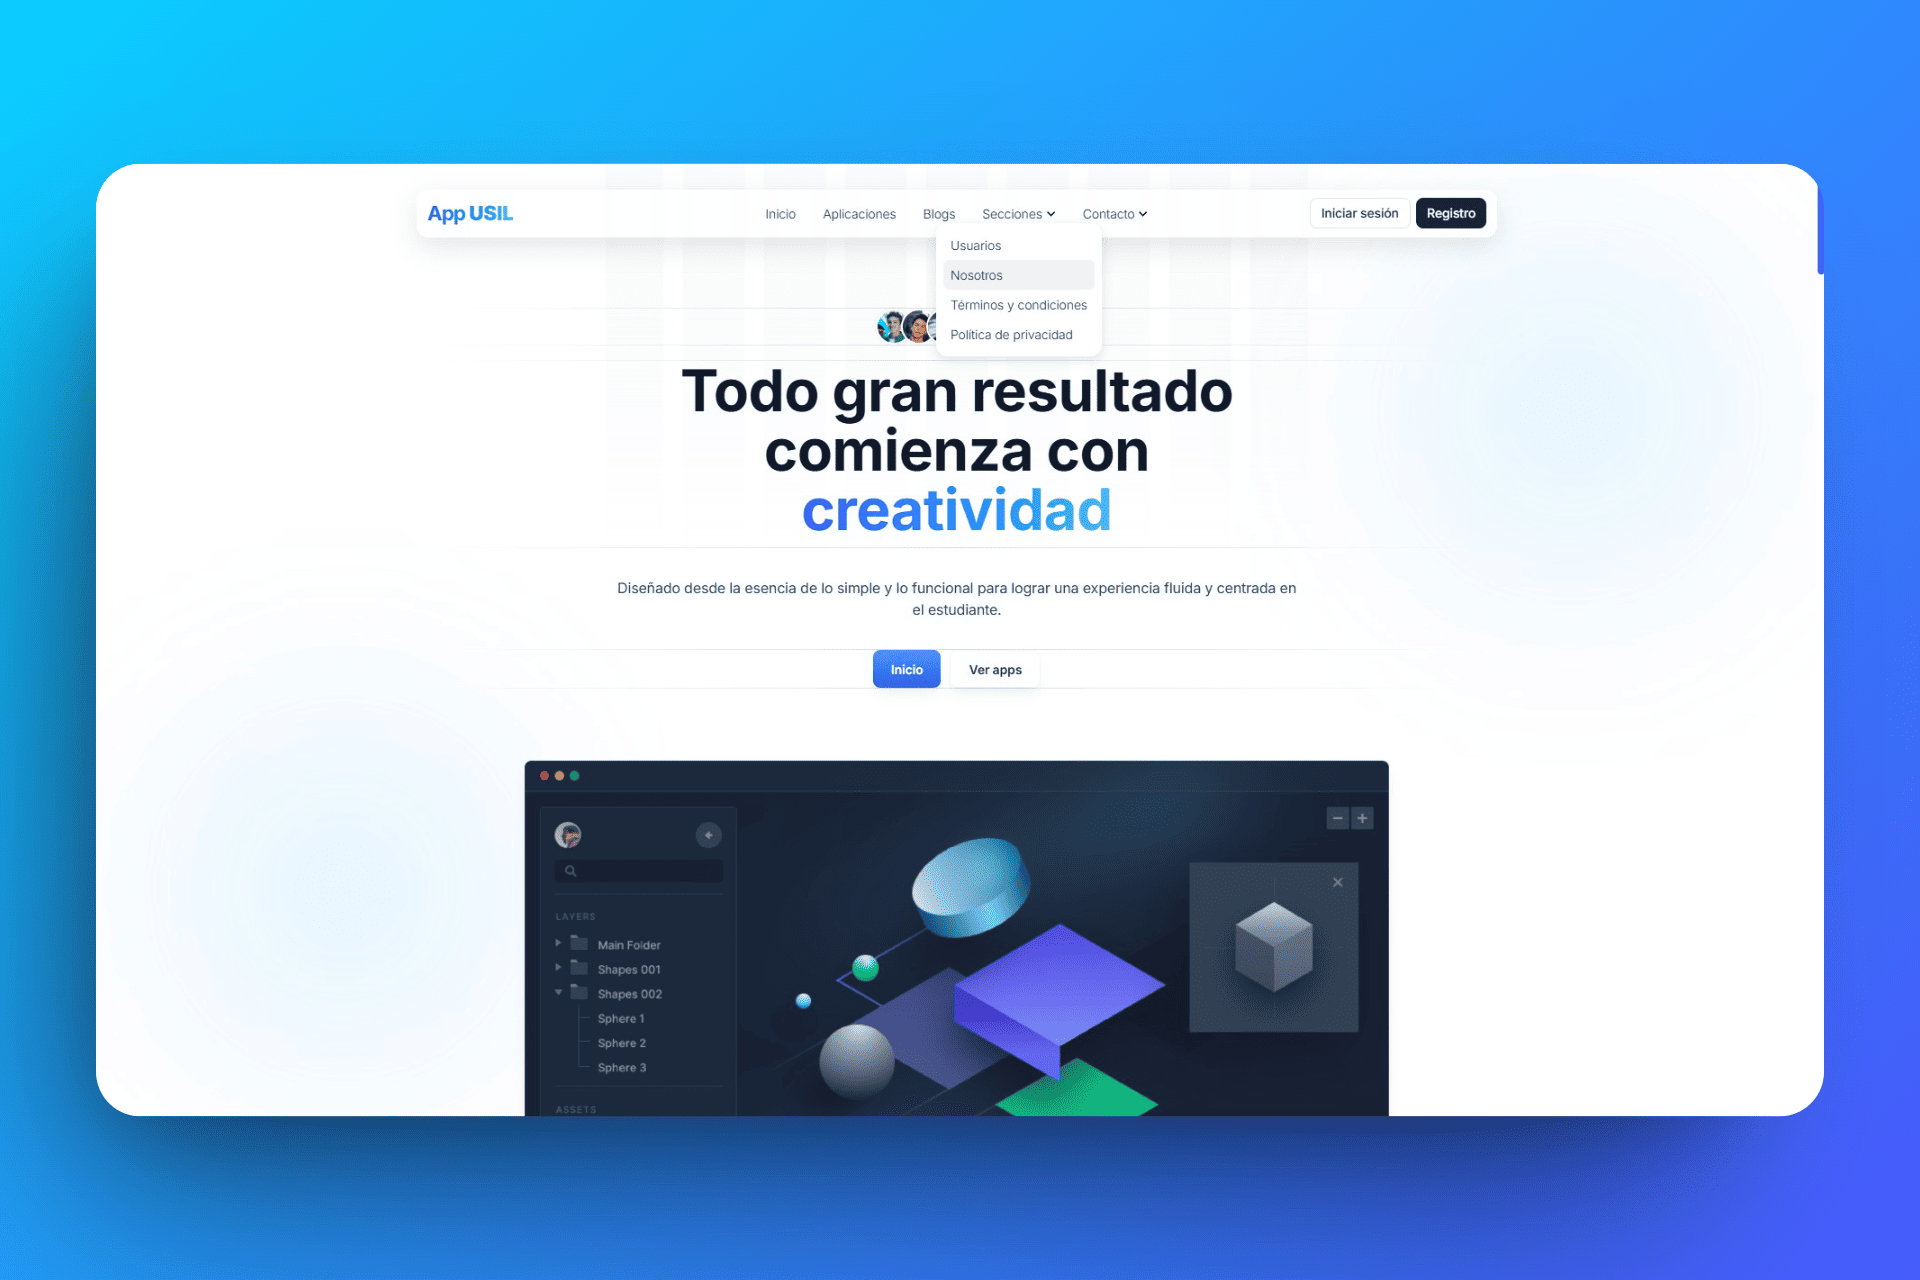 App USIL
Inicio
Aplicaciones
Blogs
Secciones
Contacto
Iniciar sesión
Registro
Usuarios
Nosotros
Términos y condiciones
Política de privacidad
Todo gran resultado
comienza con
creatividad
Diseñado desde la esencia de lo simple y lo funcional para lograr una experiencia fluida y centrada en
el estudiante.
Inicio
Ver apps
LAYERS
Main Folder
Shapes 001
Shapes 002
Sphere 1
Sphere 2
Sphere 3
ASSETS